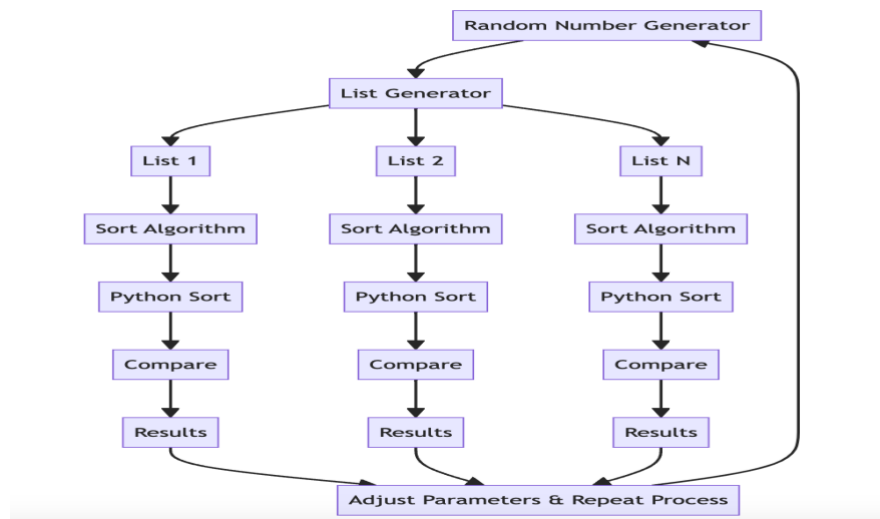 Random Number Generator
List Generator
List 1
List 2
List N
Sort Algorithm
Sort Algorithm
Sort Algorithm
Python Sort
Python Sort
Python Sort
Compare
Compare
Compare
Results
Results
Results
Adjust Parameters & Repeat Process